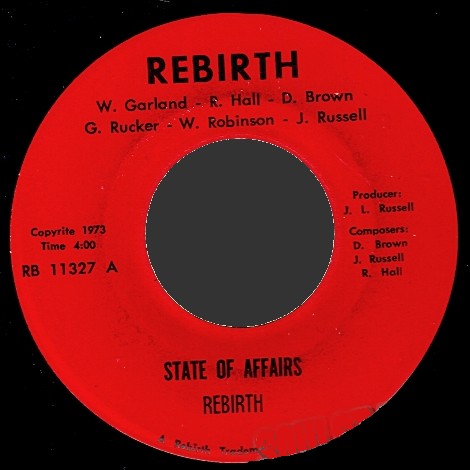 REBIRTH
W. Garland - R. Hall - D. Brown
G. Rucker - W. Robinson - J. Russell
Producer:
J. L. Russell
Copyrite 1973
Time 4:00
RB 11327 A
Composers:
D. Brown
J. Russell
R. Hall
STATE OF AFFAIRS
REBIRTH
A Rebirth